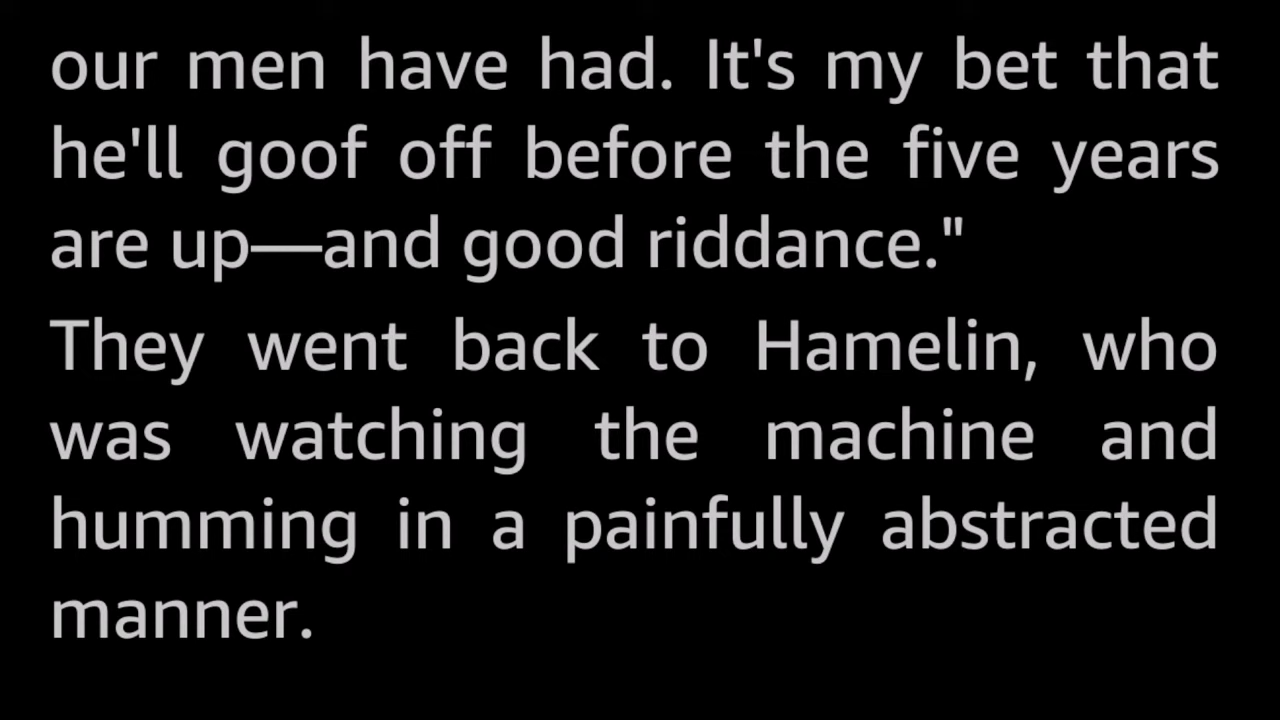 our men have had. It's my bet that
he'll goof off before the five years
are up—and good riddance."
They went back to Hamelin, who
was watching the machine and
humming in a painfully abstracted
manner.